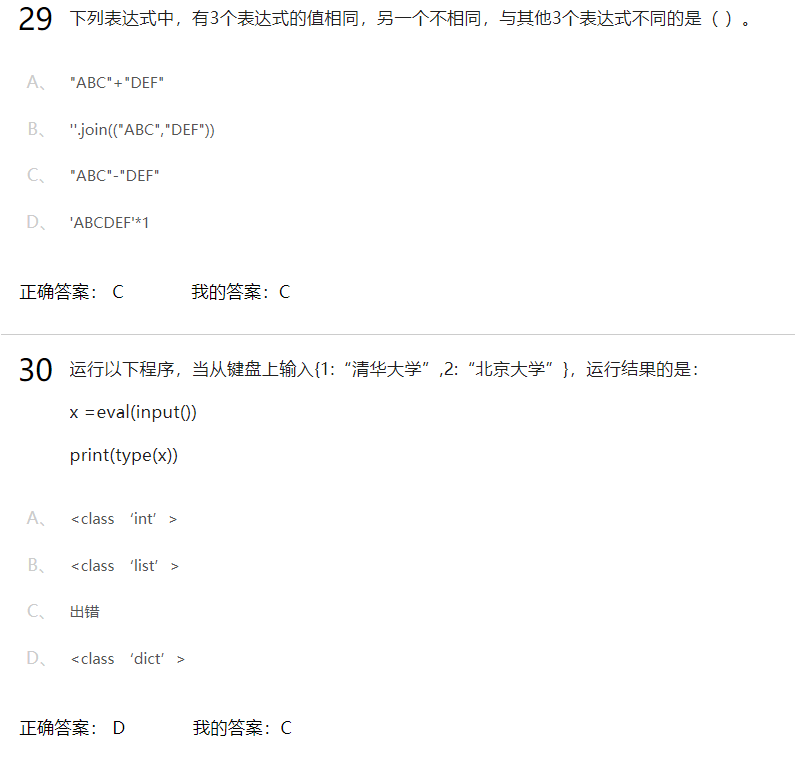 29 下列表达式中，有3个表达式的值相同，另一个不相同，与其他3个表达式不同的是（ ）。
A、 "ABC"+"DEF"
B、 ''.join(("ABC","DEF"))
C、 "ABC"-"DEF"
D、 'ABCDEF'*1
正确答案： C 我的答案：C
30 运行以下程序，当从键盘上输入{1:“清华大学”,2:“北京大学”}，运行结果的是：
x =eval(input())
print(type(x))
A、 <class ‘int’>
B、 <class ‘list’>
C、 出错
D、 <class ‘dict’>
正确答案： D 我的答案：C